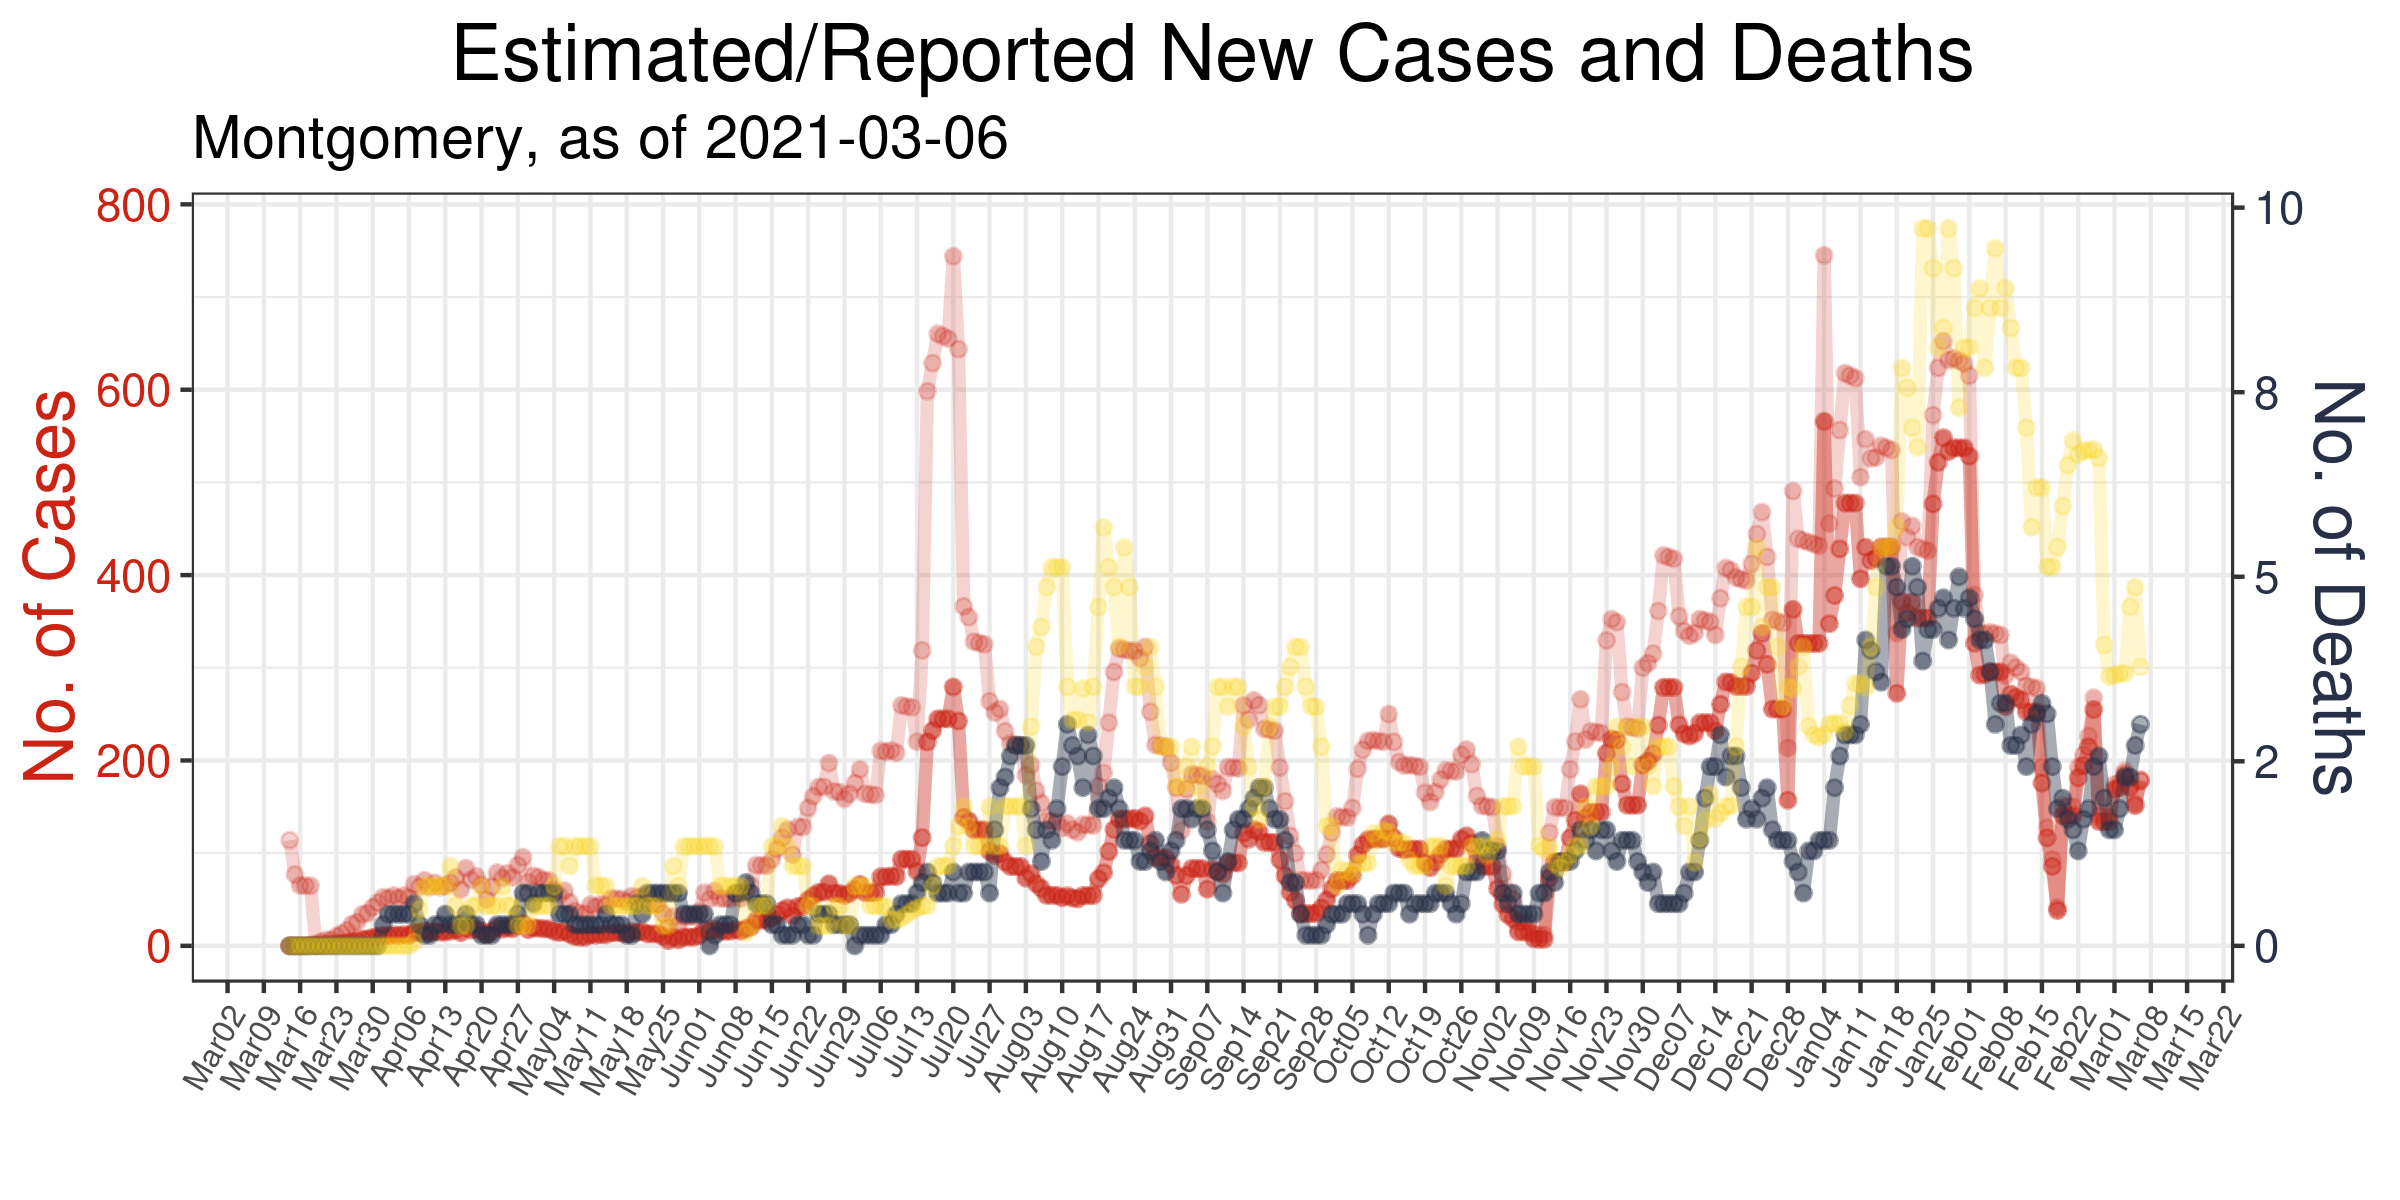 Estimated/Reported New Cases and Deaths
Montgomery, as of 2021-03-06
No. of Cases
800
600
400
200
0
10
8
5
2
0
No. of Deaths
Mar02
Mar09
Mar16
Mar23
Mar30
Apr06
Apr13
Apr20
Apr27
May04
May11
May18
May25
Jun01
Jun08
Jun15
Jun22
Jun29
Jul06
Jul13
Jul20
Jul27
Aug03
Aug10
Aug17
Aug24
Aug31
Sep07
Sep14
Sep21
Sep28
Oct05
Oct12
Oct19
Oct26
Nov02
Nov09
Nov16
Nov23
Nov30
Dec07
Dec14
Dec21
Dec28
Dec04
Jan11
Jan18
Jan25
Feb01
Feb08
Feb15
Feb22
Mar01
Mar08
Mar15
Mar22